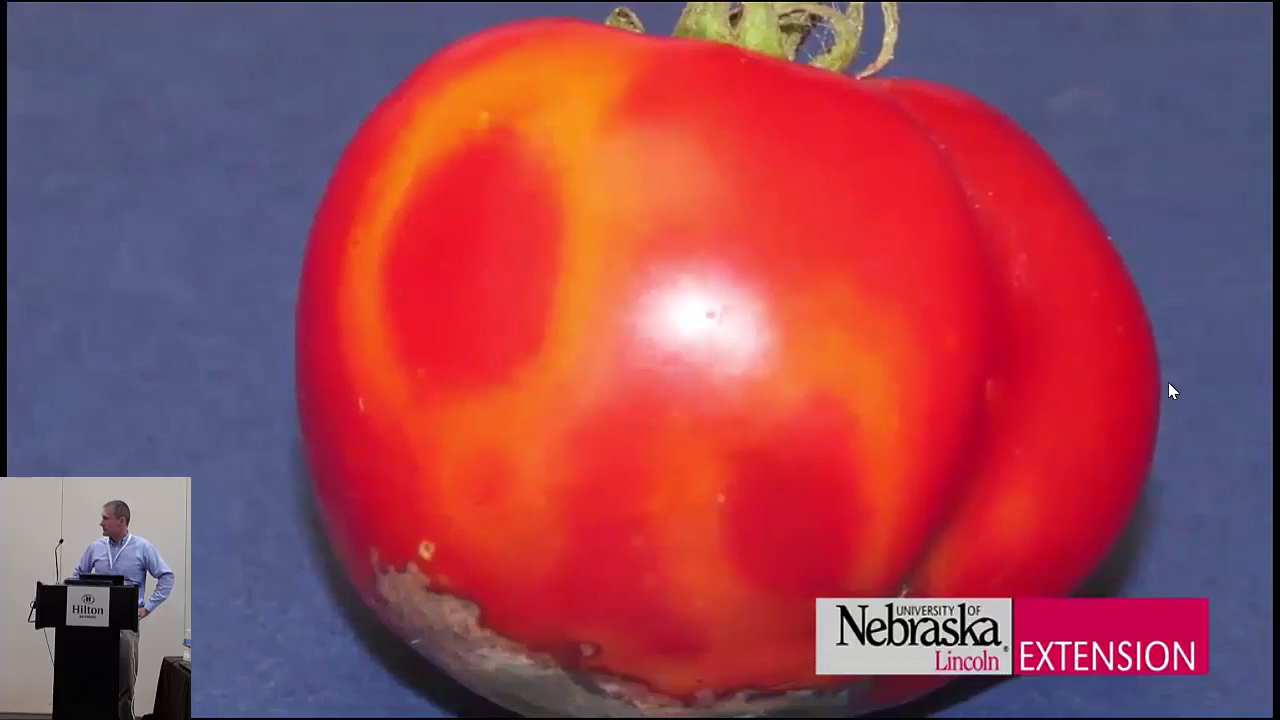 UNIVERSITY OF
Nebraska®
Lincoln
EXTENSION
Hilton